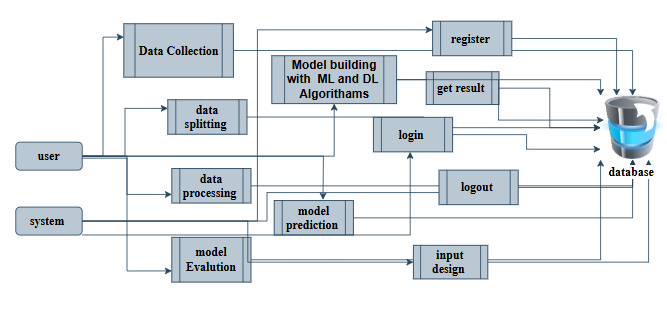 register
Data Collection
Model building
with ML and DL
Algorithams
get result
data
splitting
login
user
database
data
processing
logout
system
model
prediction
model
Evalution
input
design